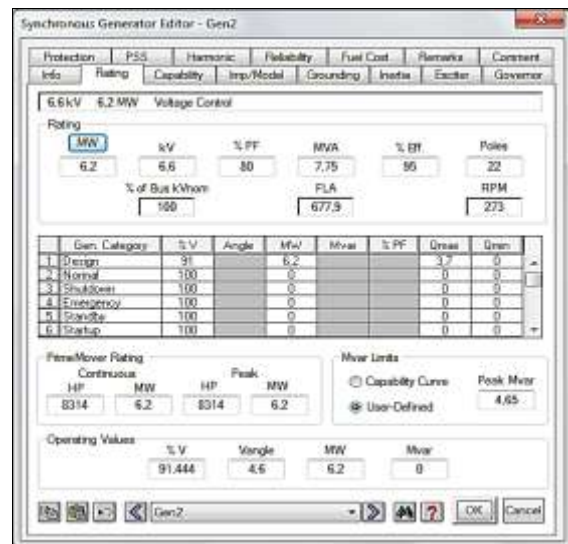 Synchronous Generator Editor - Gen2
Protection PSS Harmonic Reliability Fuel Cost Remarks Comment
Info Rating Capability Imp/Model Grounding Inertia Exciter Governor
6.6 kV 6.2 MW Voltage Control
Rating
MW kV % PF MVA % Eff Poles
6.2 6,6 80 7,75 95 22
% of Bus kVnom FLA RPM
100 677,9 273
Gen. Category % V Angle MW Mvar % PF Qmax Qmin
1 Design 91 6,2 3,7 0
2 Normal 100 0 0 0
3 Shutdown 100 0 0 0
4 Emergency 100 0 0 0
5 Standby 100 0 0 0
6 Startup 100 0 0 0
PrimeMover Rating Mvar Limits
Continuous Peak
HP MW HP MW Capability Curve Peak Mvar
8314 6.2 8314 6.2 User-Defined 4,65
Operating Values
% V Vangle MW Mvar
91.444 4.6 6.2 0
Gen2 ? OK Cancel